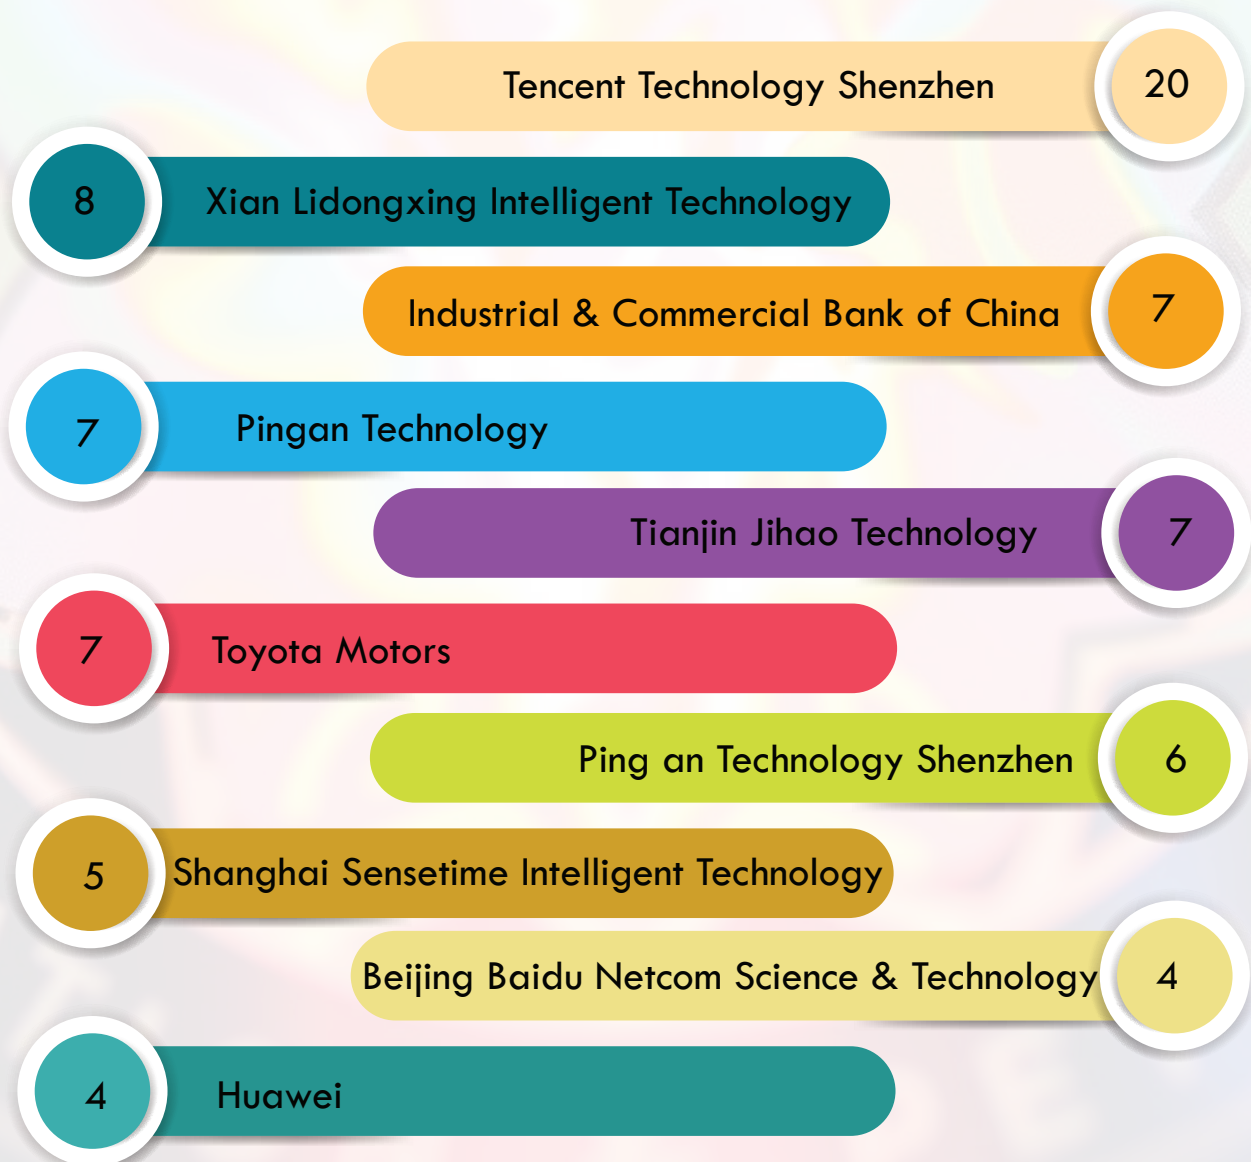 Tencent Technology Shenzhen 20
8 Xian Lidongxing Intelligent Technology
Industrial & Commercial Bank of China 7
7 Pingan Technology
Tianjin Jihao Technology 7
7 Toyota Motors
Ping an Technology Shenzhen 6
5 Shanghai Sensetime Intelligent Technology
Beijing Baidu Netcom Science & Technology 4
4 Huawei